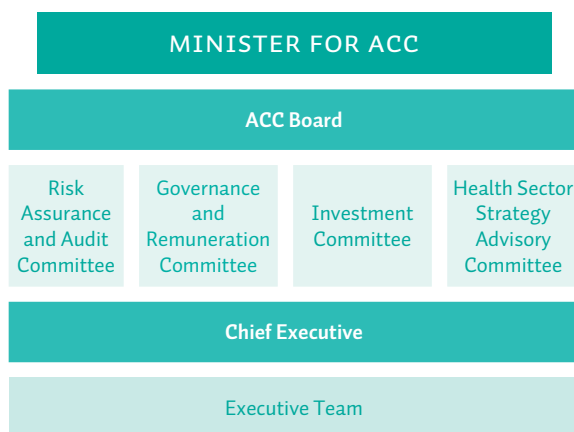 MINISTER FOR ACC
ACC Board
Risk
Assurance
and Audit
Committee
Governance
and
Remuneration
Committee
Investment
Committee
Health Sector
Strategy
Advisory
Committee
Chief Executive
Executive Team